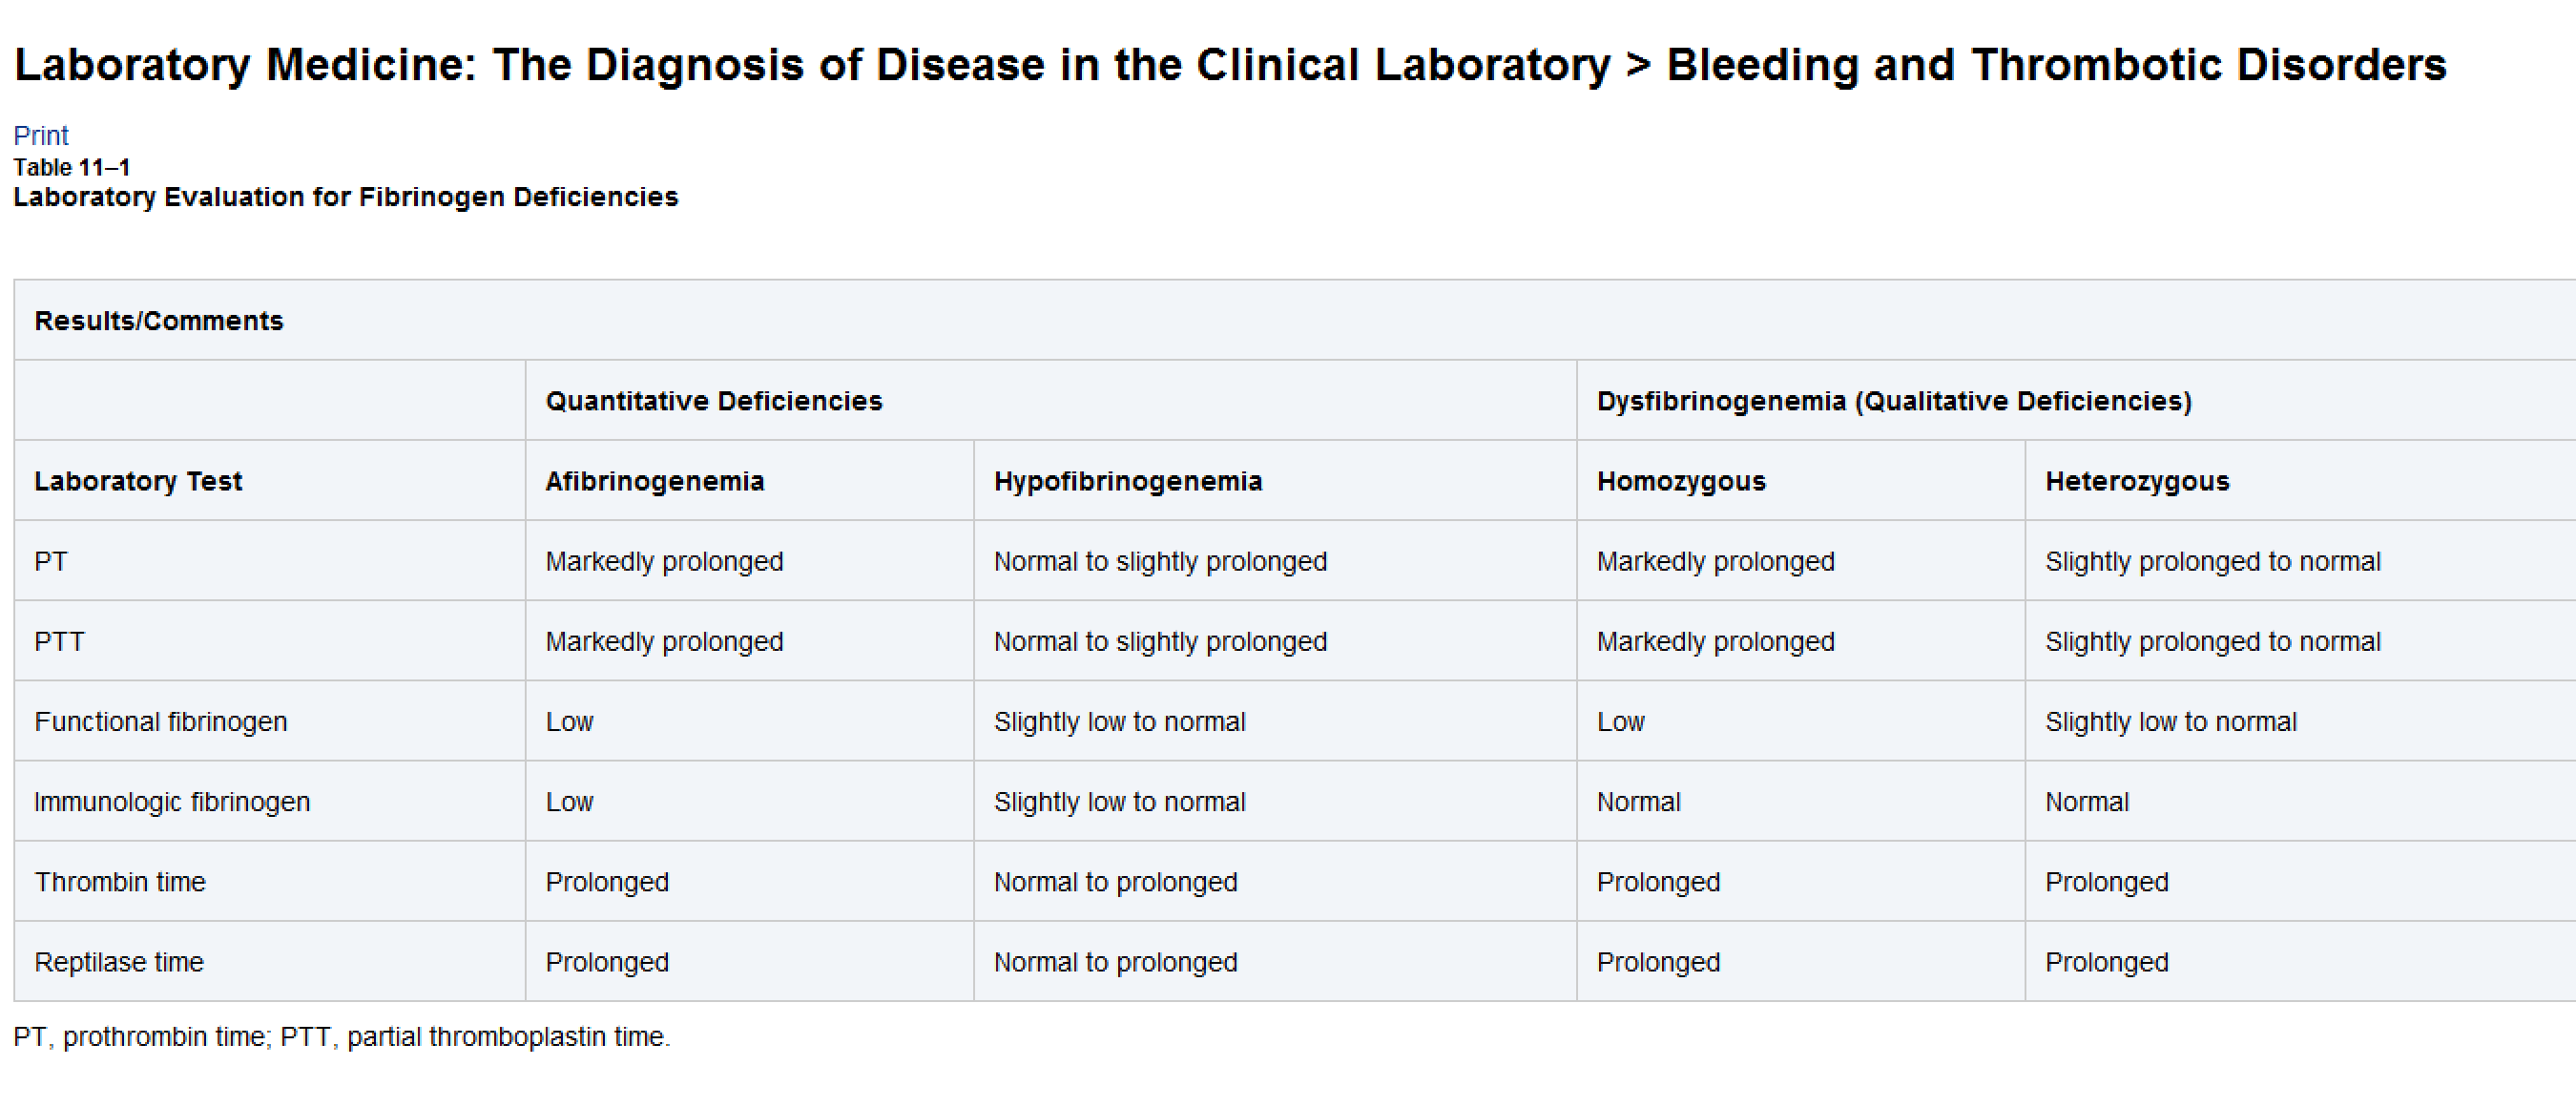 Laboratory Medicine: The Diagnosis of Disease in the Clinical Laboratory > Bleeding and Thrombotic Disorders
Print
Table 11–1
Laboratory Evaluation for Fibrinogen Deficiencies
Results/Comments
Quantitative Deficiencies Dysfibrinogenemia (Qualitative Deficiencies)
Laboratory Test Afibrinogenemia Hypofibrinogenemia Homozygous Heterozygous
PT Markedly prolonged Normal to slightly prolonged Markedly prolonged Slightly prolonged to normal
PTT Markedly prolonged Normal to slightly prolonged Markedly prolonged Slightly prolonged to normal
Functional fibrinogen Low Slightly low to normal Low Slightly low to normal
Immunologic fibrinogen Low Slightly low to normal Normal Normal
Thrombin time Prolonged Normal to prolonged Prolonged Prolonged
Reptilase time Prolonged Normal to prolonged Prolonged Prolonged
PT, prothrombin time; PTT, partial thromboplastin time.